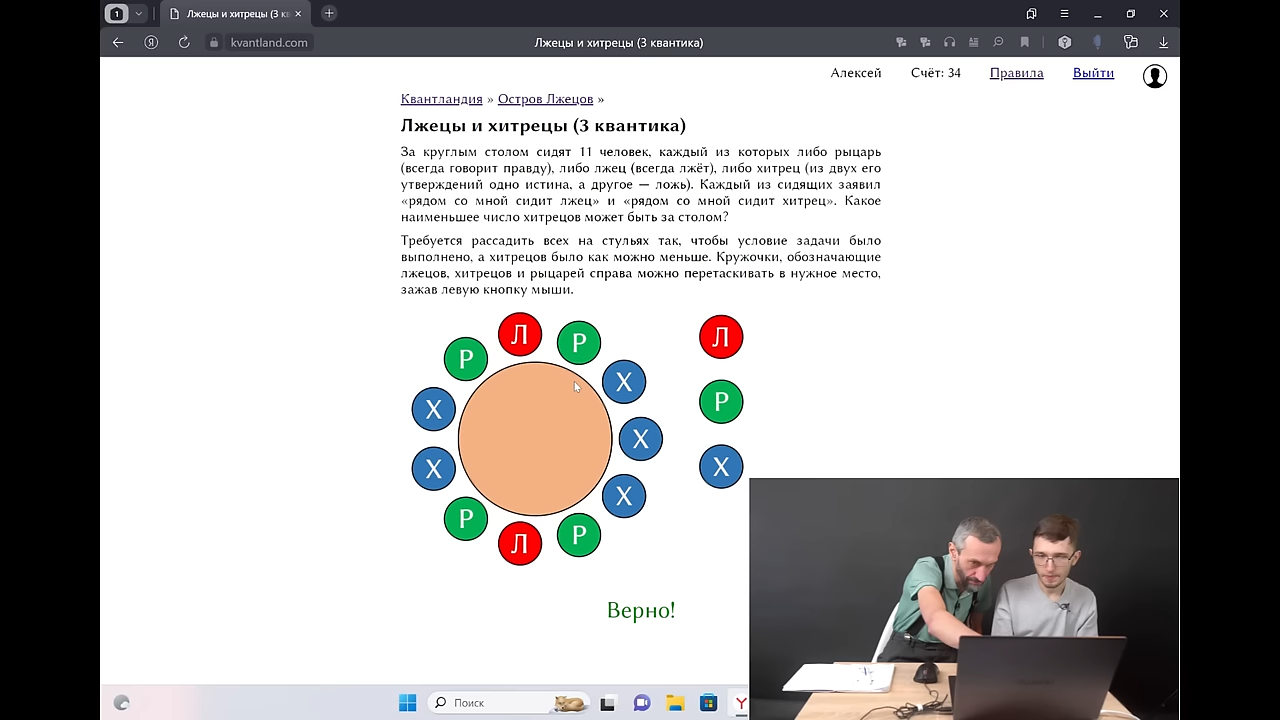 1
Лжецы и хитрецы (3 кв
kvantland.com
Лжецы и хитрецы (3 квантика)
Алексей Счёт: 34 Правила Выйти
Квантландия » Остров Лжецов »
Лжецы и хитрецы (3 квантика)
За круглым столом сидят 11 человек, каждый из которых либо рыцарь
(всегда говорит правду), либо лжец (всегда лжёт), либо хитрец (из двух его
утверждений одно истина, а другое — ложь). Каждый из сидящих заявил
«рядом со мной сидит лжец» и «рядом со мной сидит хитрец». Какое
наименьшее число хитрецов может быть за столом?
Требуется рассадить всех на стульях так, чтобы условие задачи было
выполнено, а хитрецов было как можно меньше. Кружочки, обозначающие
лжецов, хитрецов и рыцарей справа можно перетаскивать в нужное место,
зажав левую кнопку мыши.
Л
Р
Р
Х
Х
Х
Х
Х
Р
Р
Л
Л
Р
Х
Верно!
Поиск